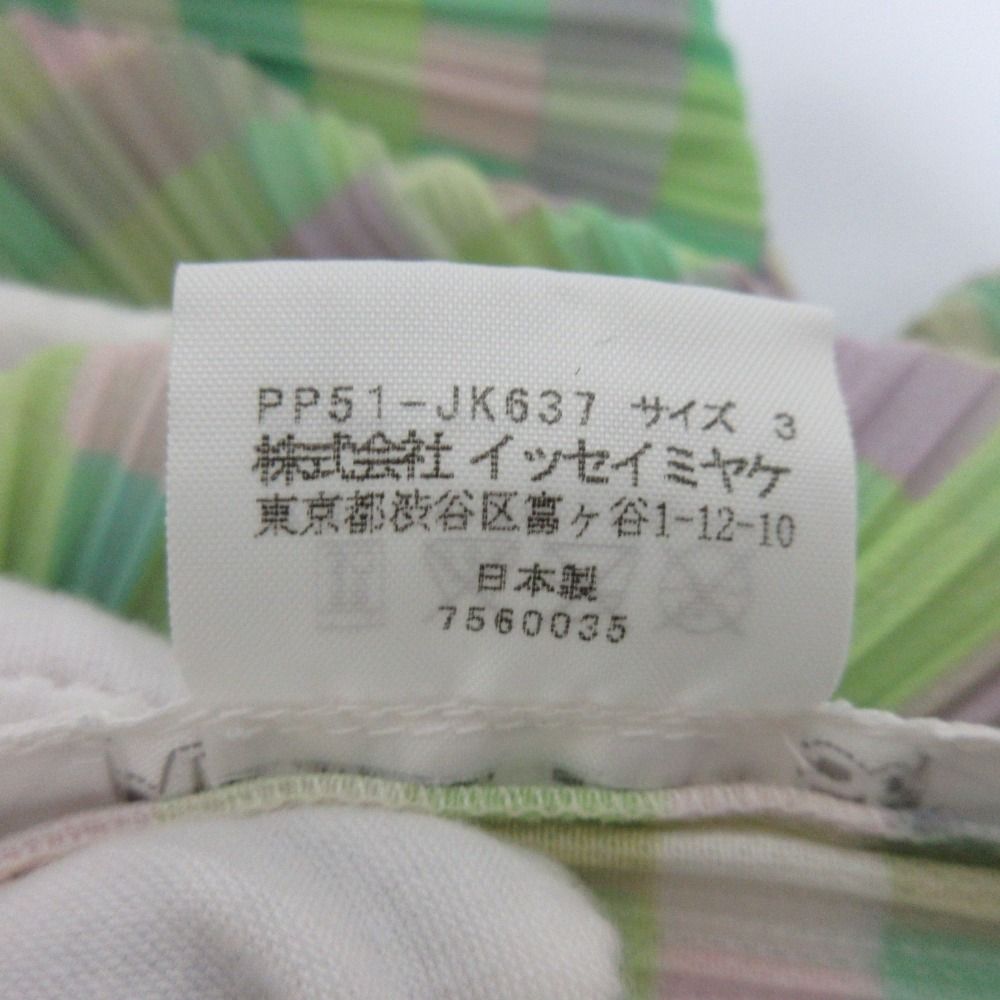 PP51-JK637 サイズ 3
株式会社 イッセイミヤケ
東京都渋谷区富ヶ谷1-12-10
日本製
7560035